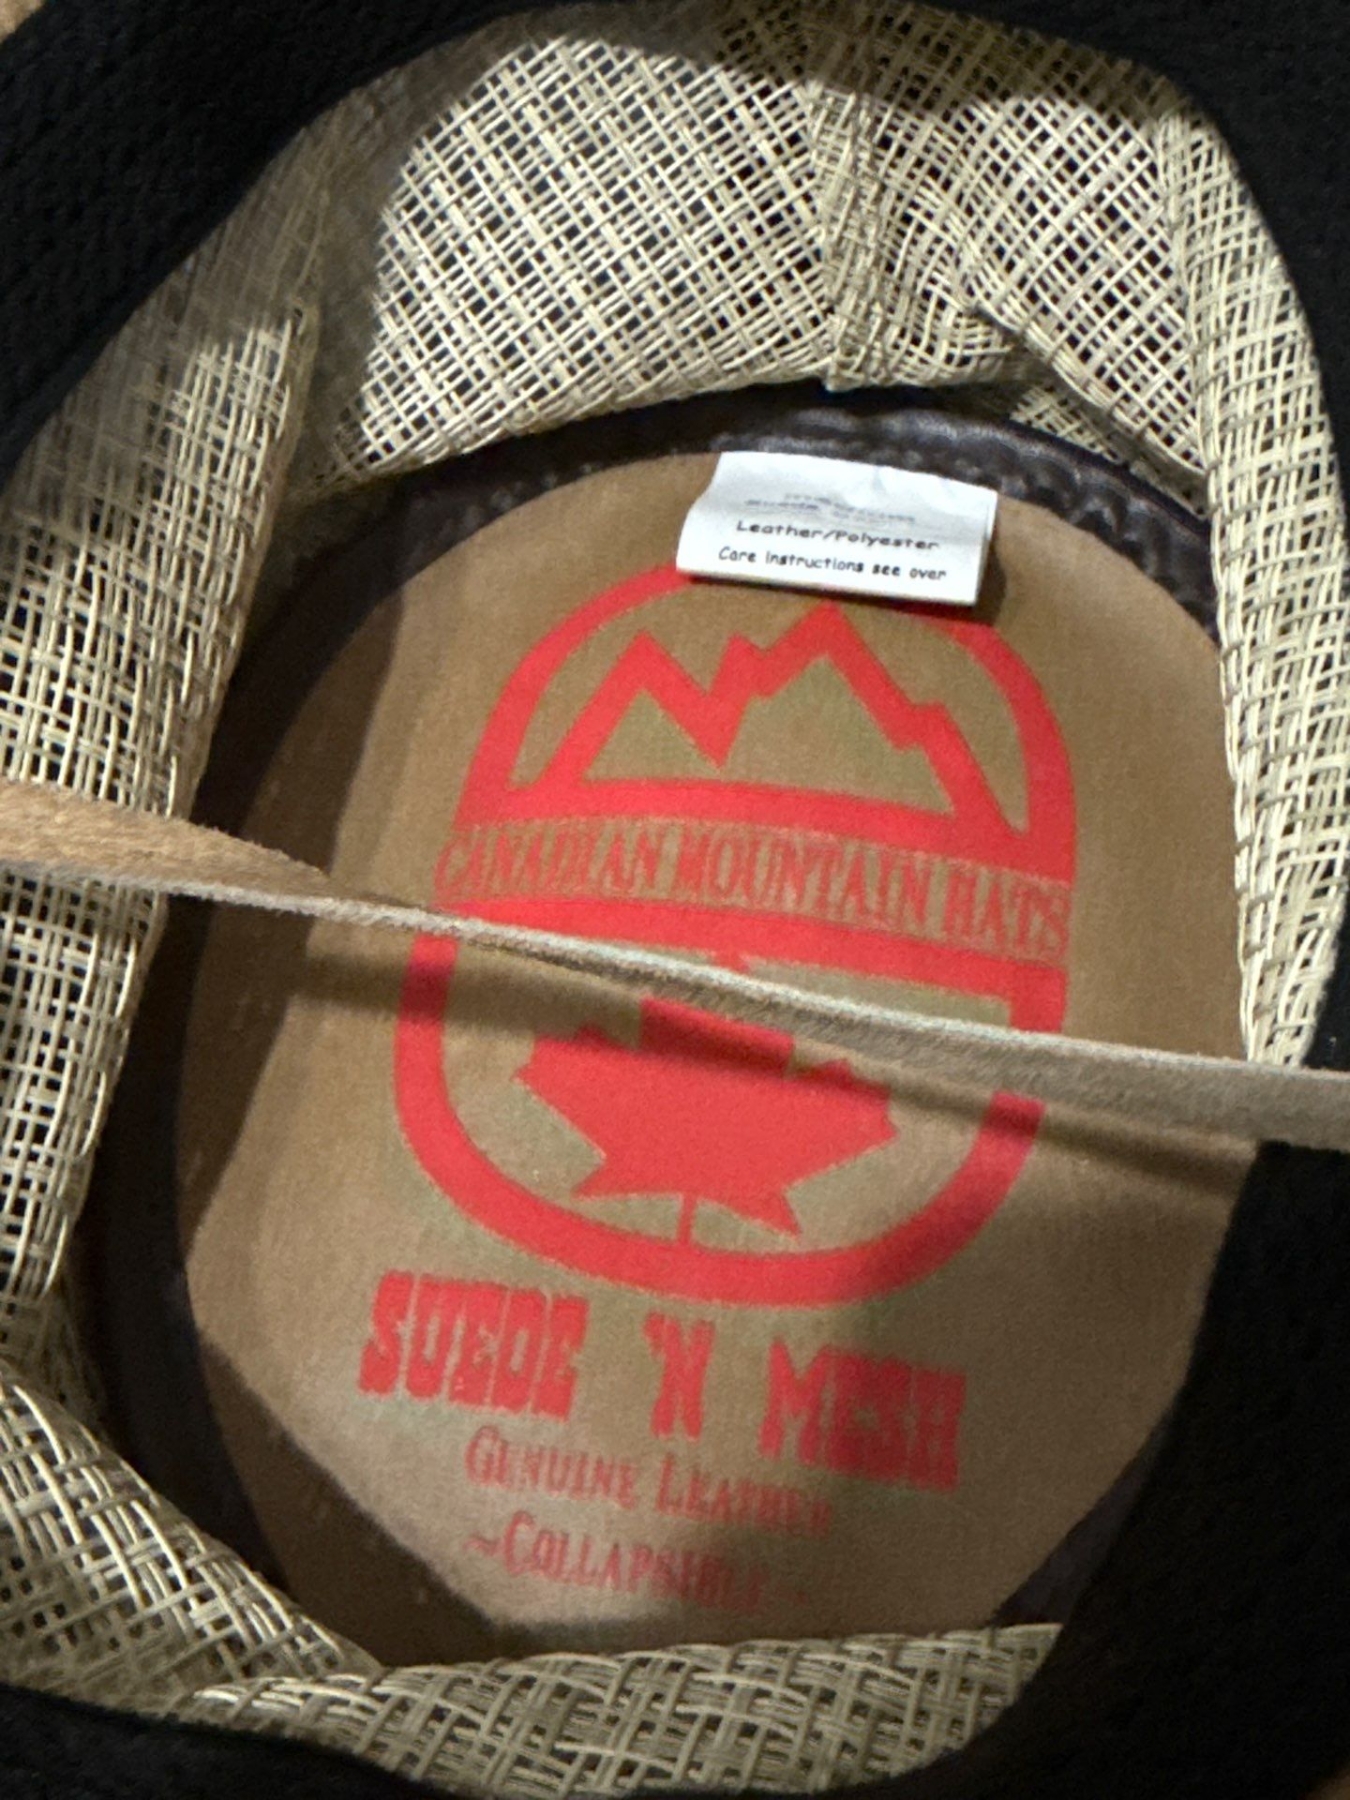 Leather/Polyester
Care instructions see over
CANADIAN MOUNTAIN HATS
SUEDE 'N MESH
GENUINE LEATHER
~COLLAPSIBLE~